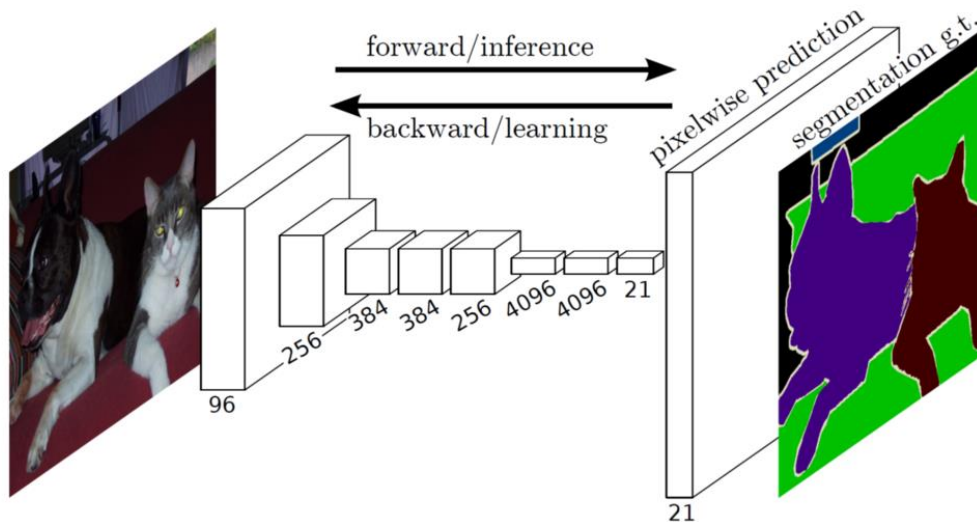 forward/inference
backward/learning
pixelwise prediction
segmentation g.t.
96
256
384
384
256
4096
4096
21
21